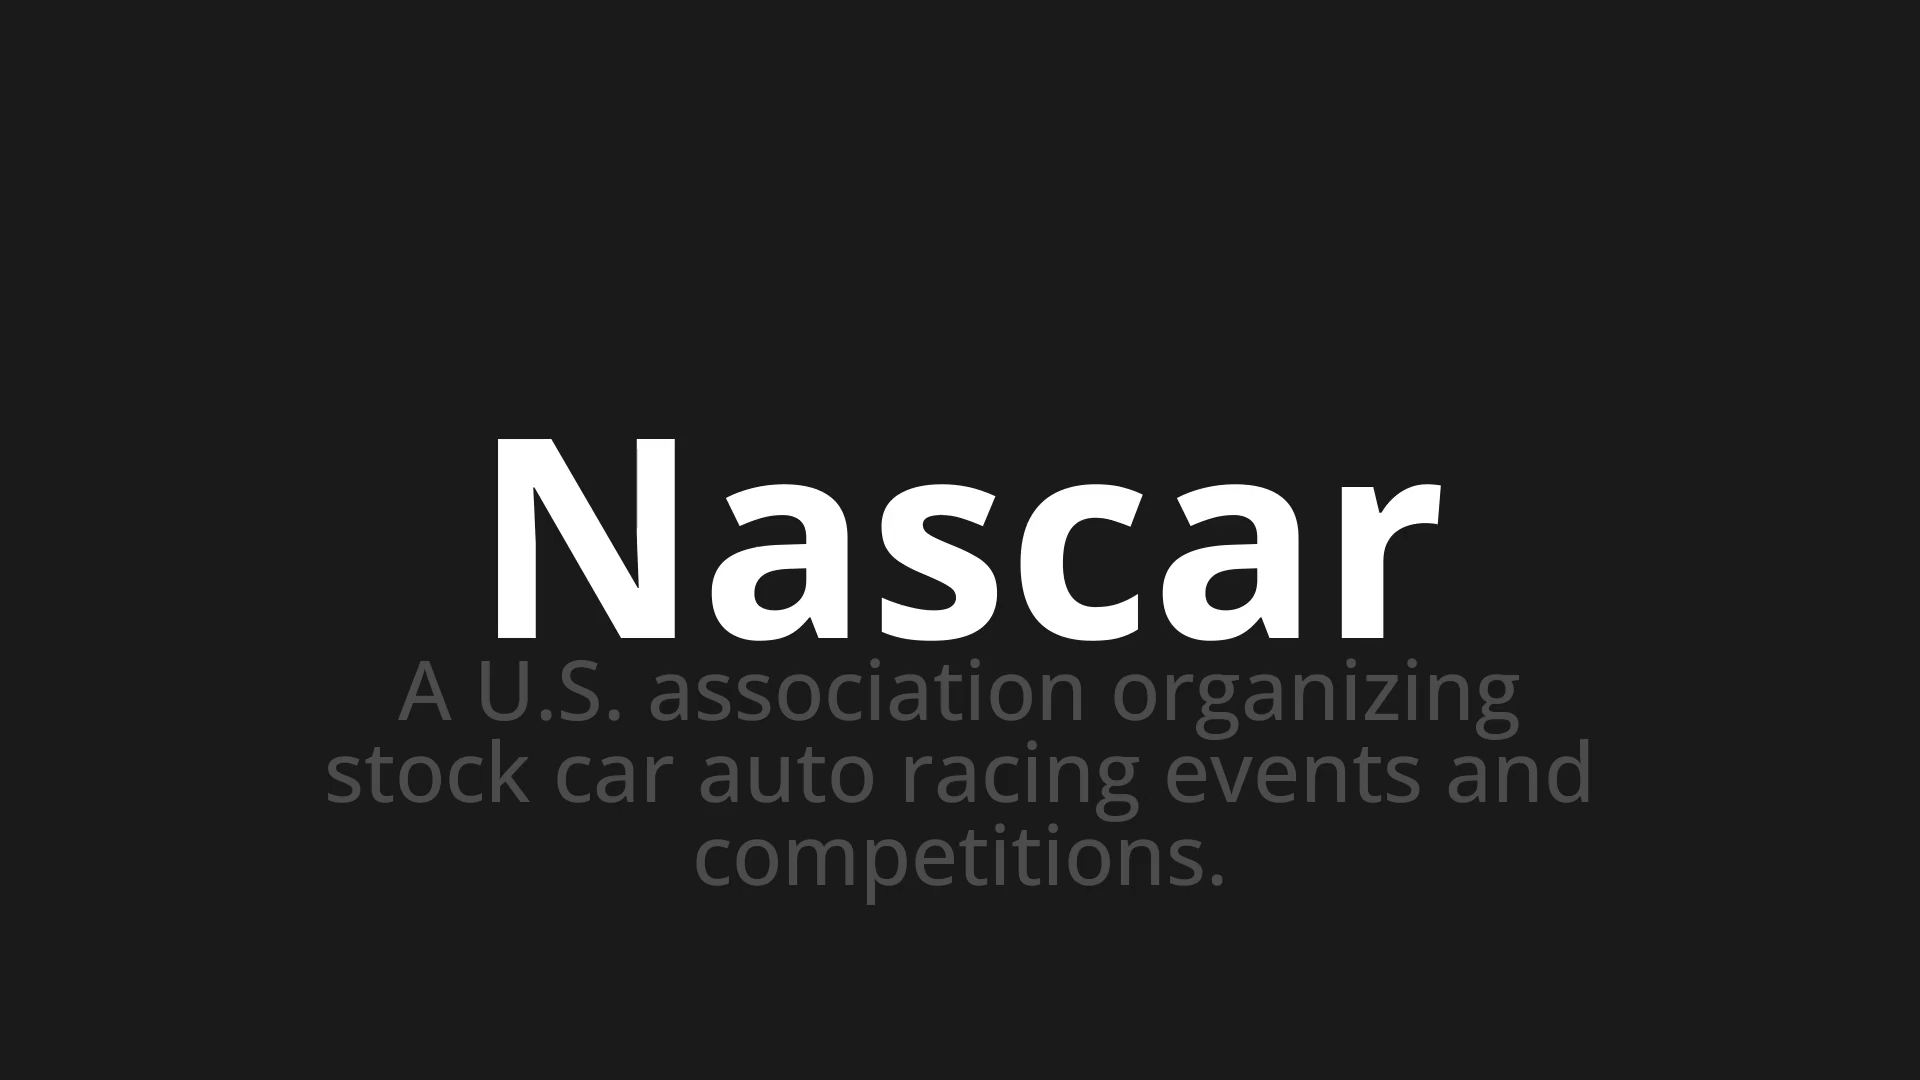 Nascar
A U.S. association organizing
stock car auto racing events and
competitions.